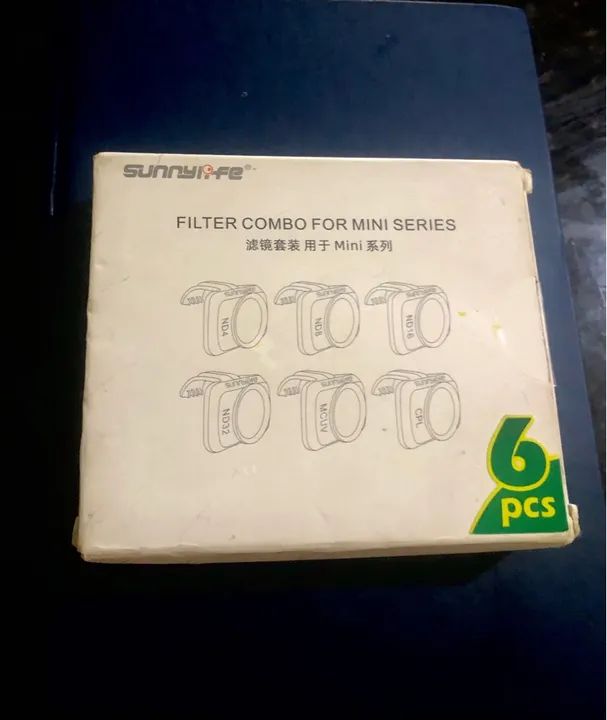 sunnylife®
FILTER COMBO FOR MINI SERIES
滤镜套装 用于 Mini 系列
ND4
ND8
ND16
ND32
MCUV
CPL
6
pcs